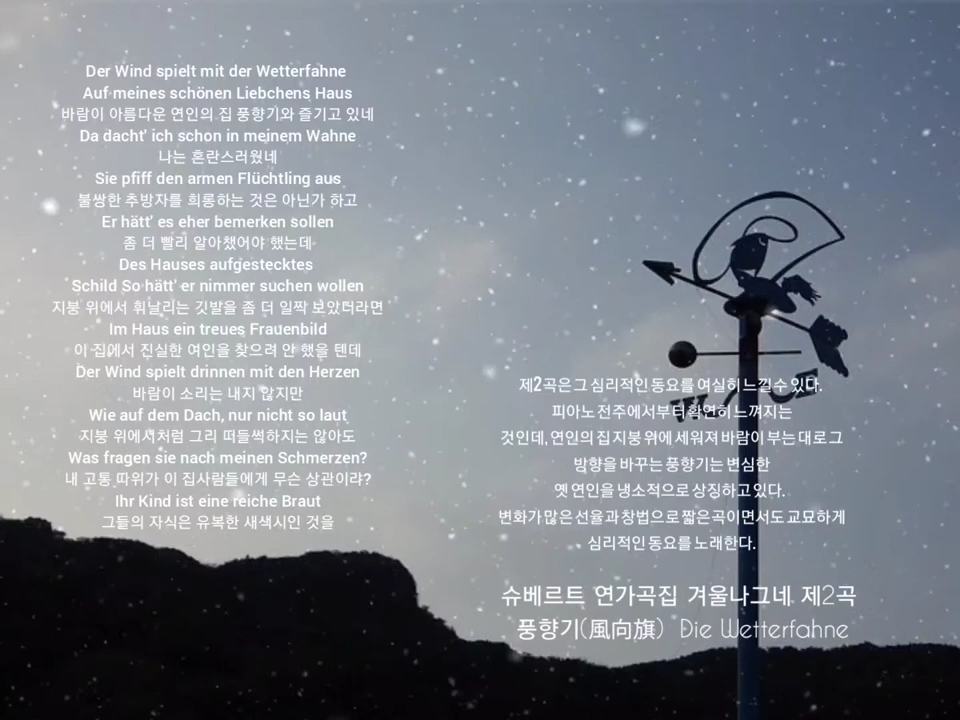 Der Wind spielt mit der Wetterfahne
Auf meines schönen Liebchens Haus
바람이 아름다운 연인의 집 풍향기와 즐기고 있네
Da dacht' ich schon in meinem Wahne
나는 혼란스러웠네
Sie pfiff den armen Flüchtling aus
불쌍한 추방자를 희롱하는 것은 아닌가 하고
Er hätt' es eher bemerken sollen
좀 더 빨리 알아챘어야 했는데
Des Hauses aufgestecktes
Schild So hätt' er nimmer suchen wollen
지붕 위에서 휘날리는 깃발을 좀 더 일찍 보았더라면
Im Haus ein treues Frauenbild
이 집에서 진실한 여인을 찾으려 안 했을 텐데
Der Wind spielt drinnen mit den Herzen
바람이 소리는 내지 않지만
Wie auf dem Dach, nur nicht so laut
지붕 위에서처럼 그리 떠들썩하지는 않아도
Was fragen sie nach meinen Schmerzen?
내 고통 따위가 이 집사람들에게 무슨 상관이랴?
Ihr Kind ist eine reiche Braut
그들의 자식은 유복한 새색시인 것을
제2곡은 그 심리적인 동요를 여실히 느낄 수 있다.
피아노 전주에서부터 확연히 느껴지는
것인데, 연인의 집 지붕 위에 세워져 바람이 부는 대로 그
방향을 바꾸는 풍향기는 변심한
옛 연인을 냉소적으로 상징하고 있다.
변화가 많은 선율과 창법으로 짧은 곡이면서도 교묘하게
심리적인 동요를 노래한다.
W E
슈베르트 연가곡집 겨울나그네 제2곡
풍향기(風向旗) Die Wetterfahne